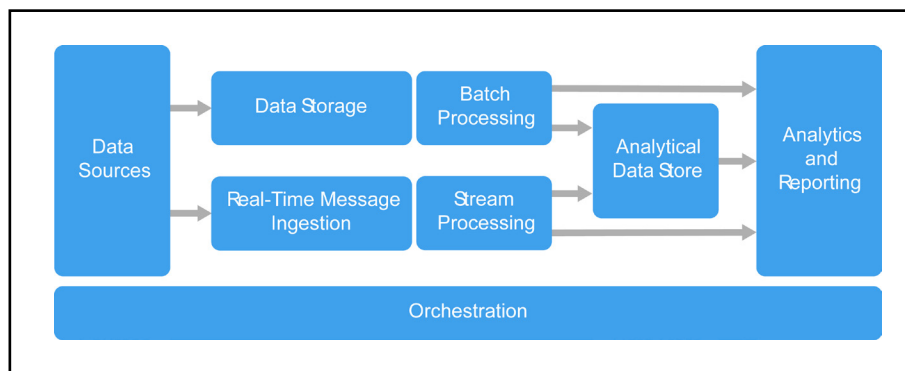 Data
Sources
Data Storage
Batch
Processing
Real-Time Message
Ingestion
Stream
Processing
Analytical
Data Store
Analytics
and
Reporting
Orchestration